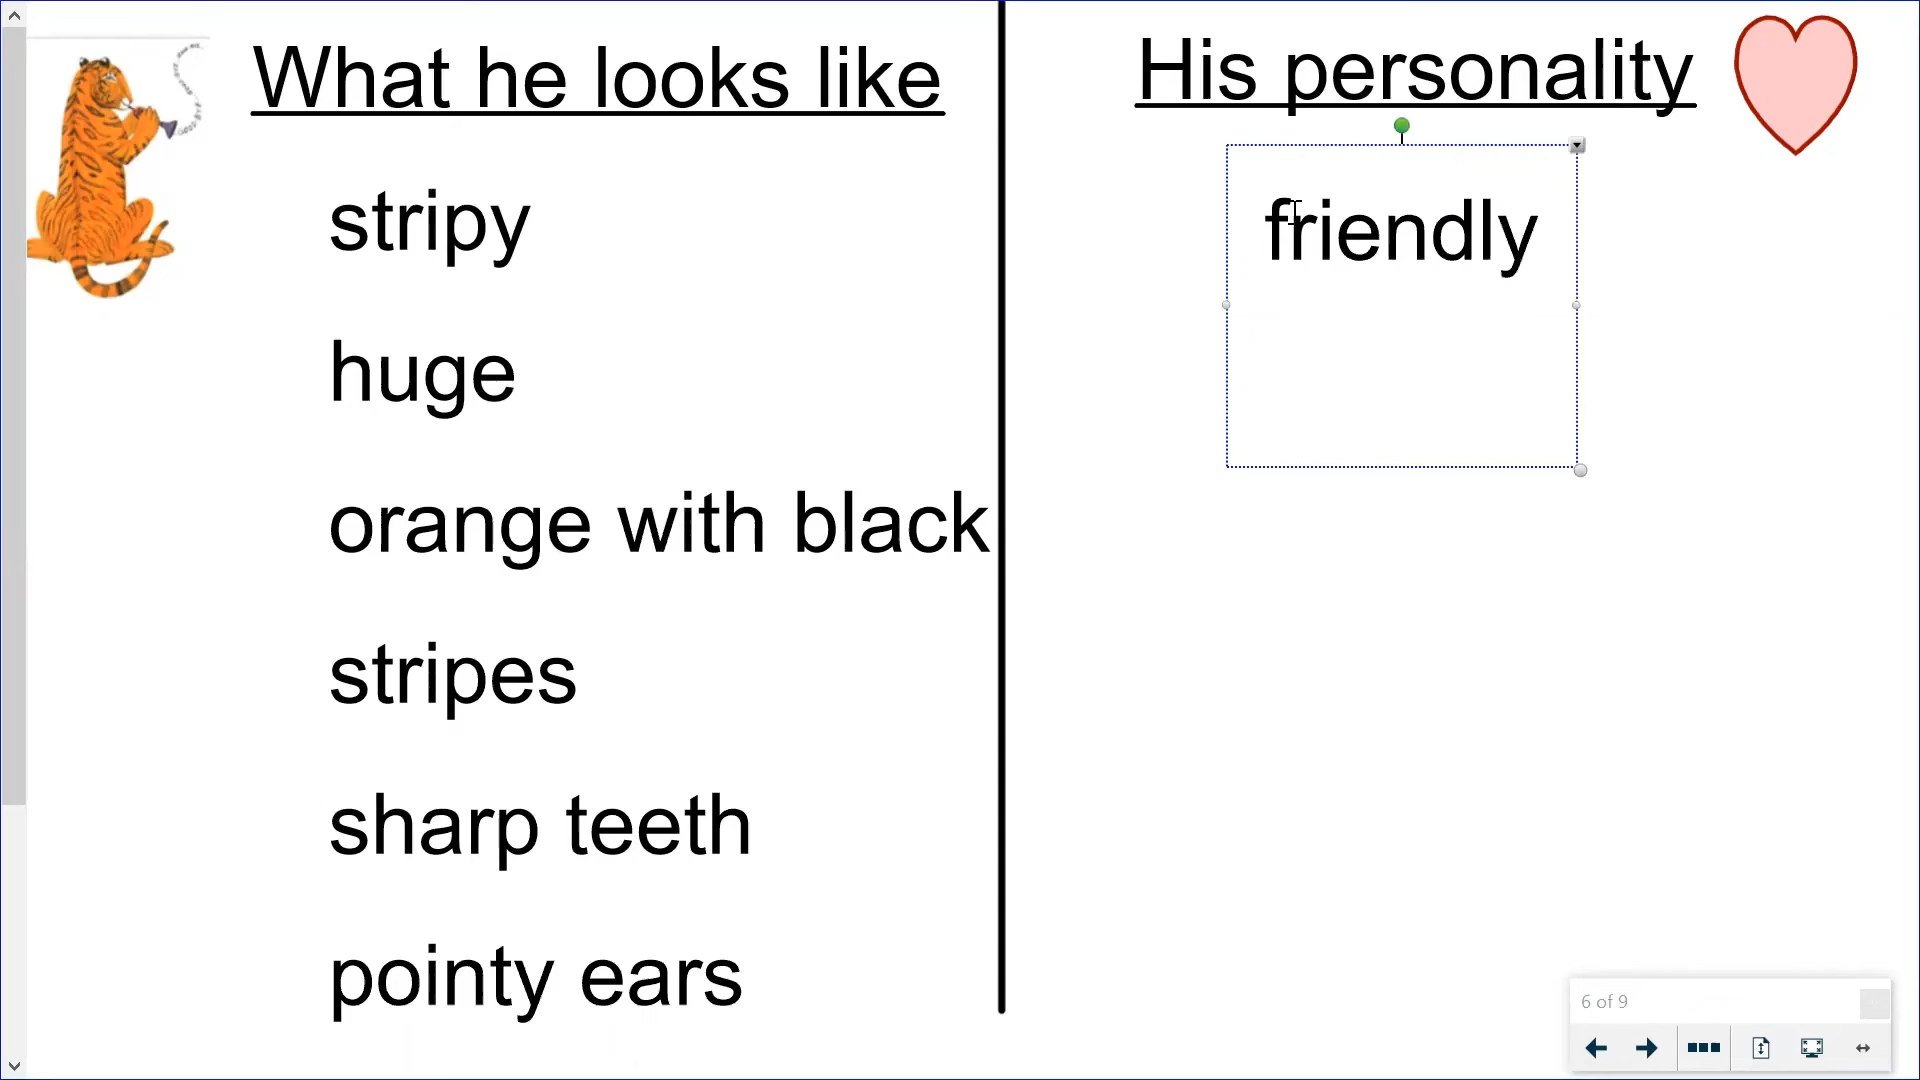 What he looks like
stripy
huge
orange with black
stripes
sharp teeth
pointy ears
His personality
friendly
6 of 9